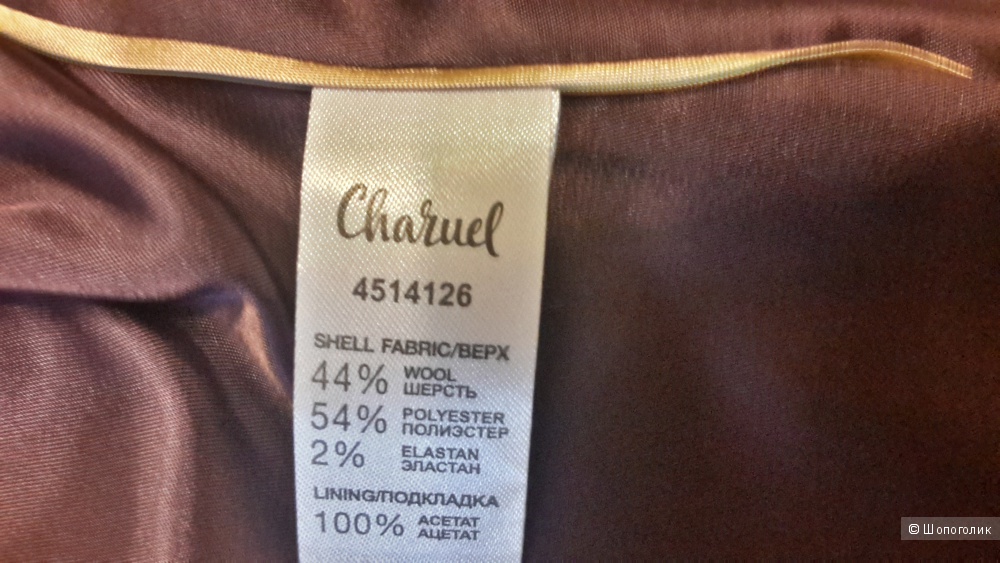 Charuel
4514126
SHELL FABRIC/ВЕРХ
44% WOOL
ШЕРСТЬ
54% POLYESTER
ПОЛИЭСТЕР
2% ELASTAN
ЭЛАСТАН
LINING/ПОДКЛАДКА
100% ACETAT
АЦЕТАТ
© Шопоголик